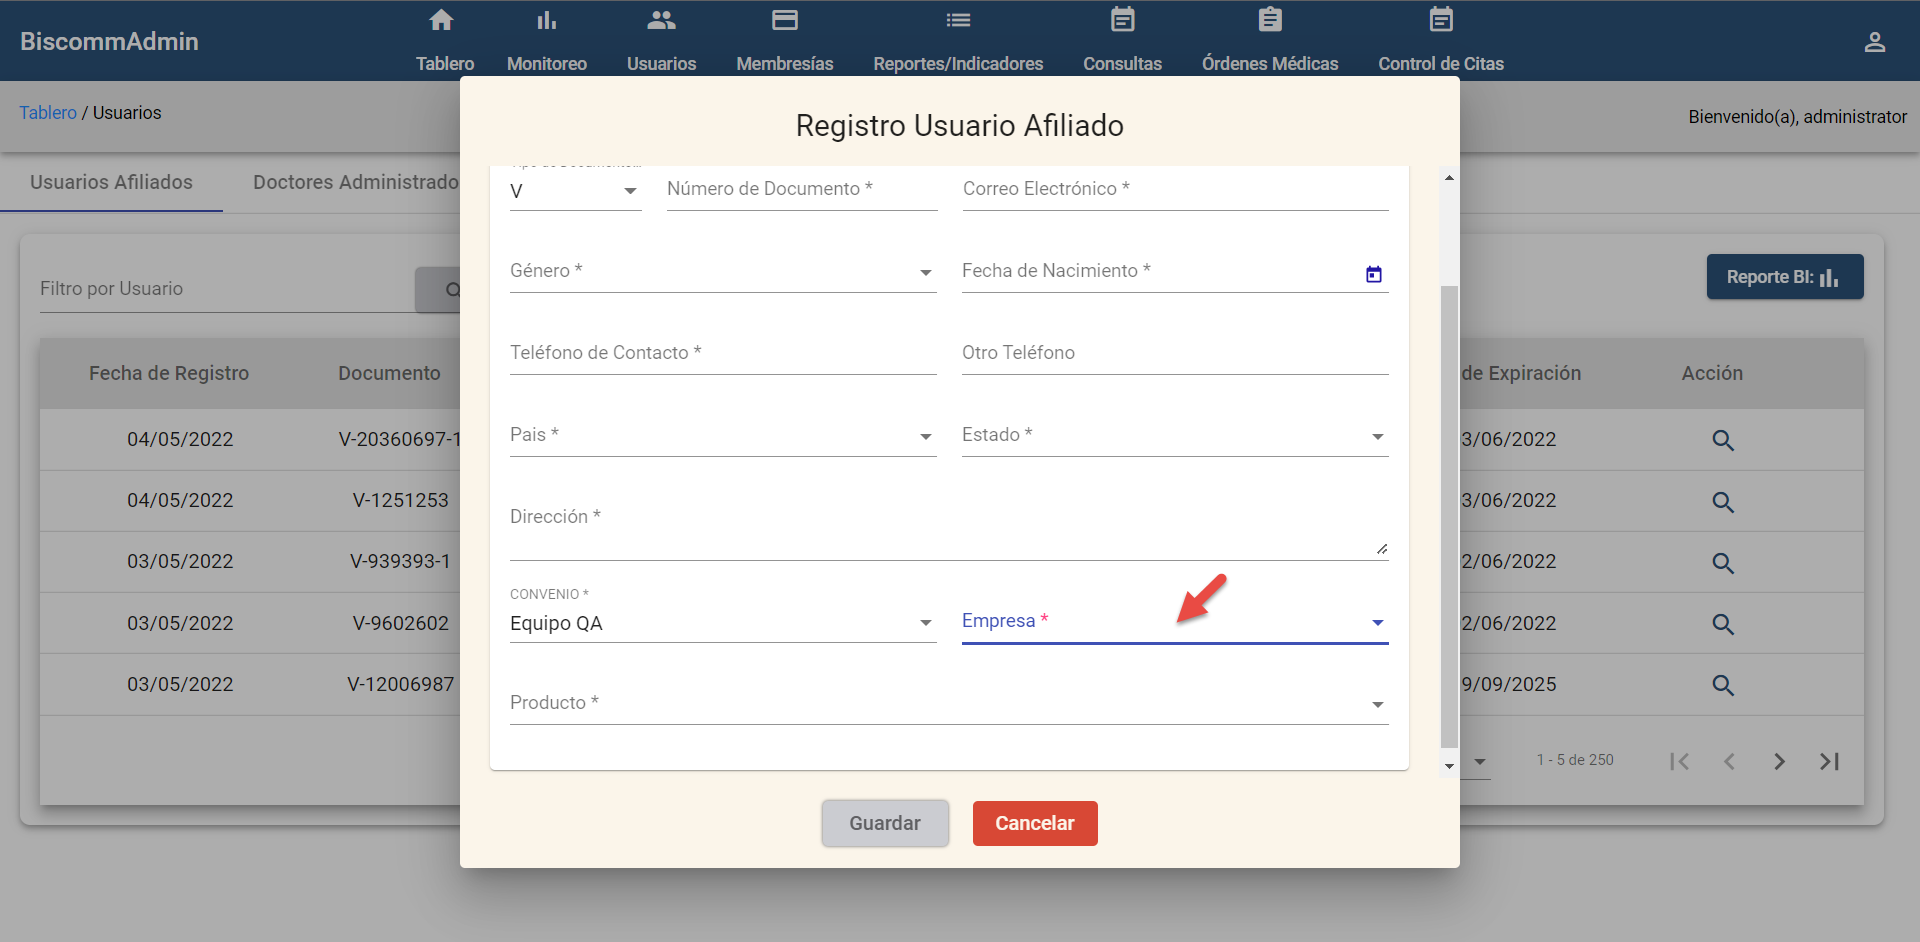 BiscommAdmin
Tablero
Monitoreo
Usuarios
Membresías
Reportes/Indicadores
Consultas
Órdenes Médicas
Control de Citas
Tablero / Usuarios
Bienvenido(a), administrator
Usuarios Afiliados
Doctores Administrado
Filtro por Usuario
Reporte BI:
Fecha de Registro
Documento
de Expiración
Acción
04/05/2022
V-20360697-1
3/06/2022
04/05/2022
V-1251253
3/06/2022
03/05/2022
V-939393-1
2/06/2022
03/05/2022
V-9602602
2/06/2022
03/05/2022
V-12006987
9/09/2025
1 - 5 de 250
Registro Usuario Afiliado
V
Número de Documento *
Correo Electrónico *
Género *
Fecha de Nacimiento *
Teléfono de Contacto *
Otro Teléfono
Pais *
Estado *
Dirección *
CONVENIO *
Equipo QA
Empresa *
Producto *
Guardar
Cancelar